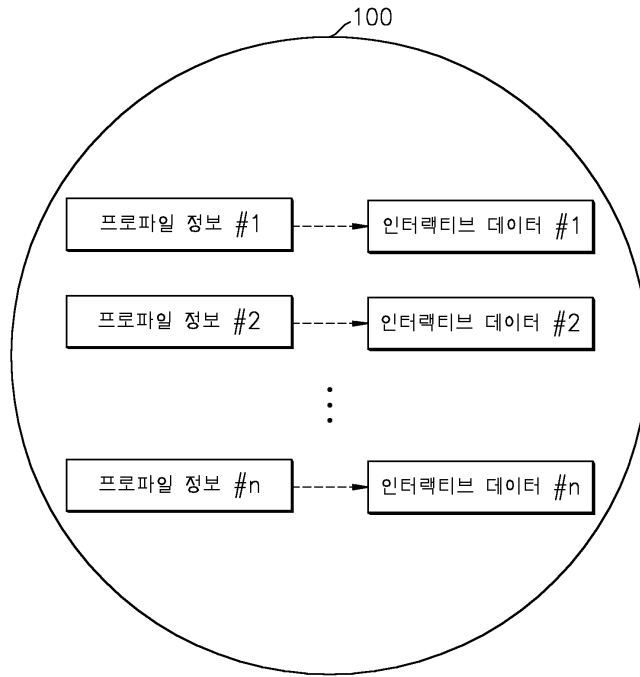 100
프로파일 정보 #1
인터랙티브 데이터 #1
프로파일 정보 #2
인터랙티브 데이터 #2
프로파일 정보 #n
인터랙티브 데이터 #n